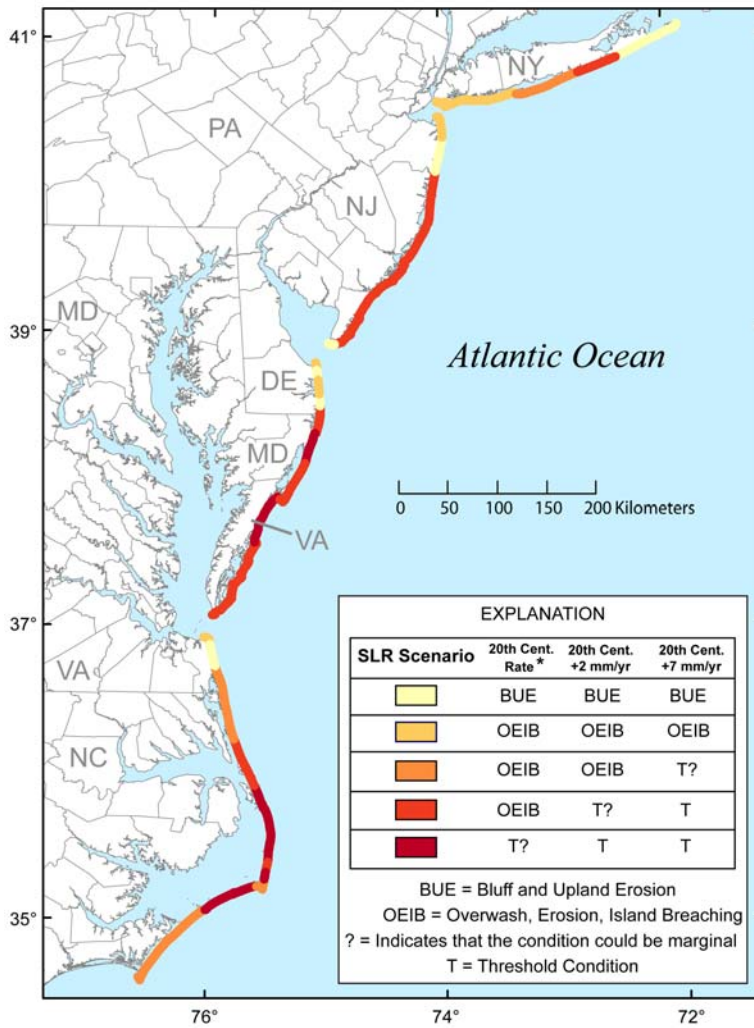 41°
NY
PA
NJ
MD
39°
Atlantic Ocean
DE
MD
0 50 100 150 200 Kilometers
VA
37°
VA
NC
35°
76° 74° 72°
EXPLANATION
SLR Scenario 20th Cent. Rate* 20th Cent. +2 mm/yr 20th Cent. +7 mm/yr
BUE BUE BUE
OEIB OEIB OEIB
OEIB OEIB T?
OEIB T? T
T? T T
BUE = Bluff and Upland Erosion
OEIB = Overwash, Erosion, Island Breaching
? = Indicates that the condition could be marginal
T = Threshold Condition